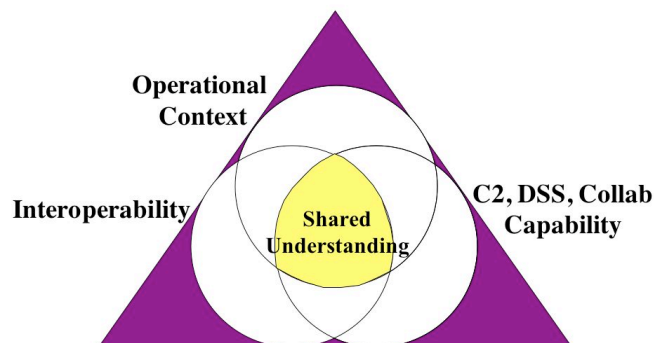 Operational
Context
Interoperability
C2, DSS, Collab
Capability
Shared
Understanding